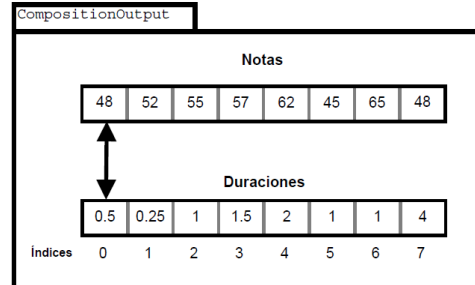 CompositionOutput
Notas
48 52 55 57 62 45 65 48
Duraciones
0.5 0.25 1 1.5 2 1 1 4
Índices 0 1 2 3 4 5 6 7